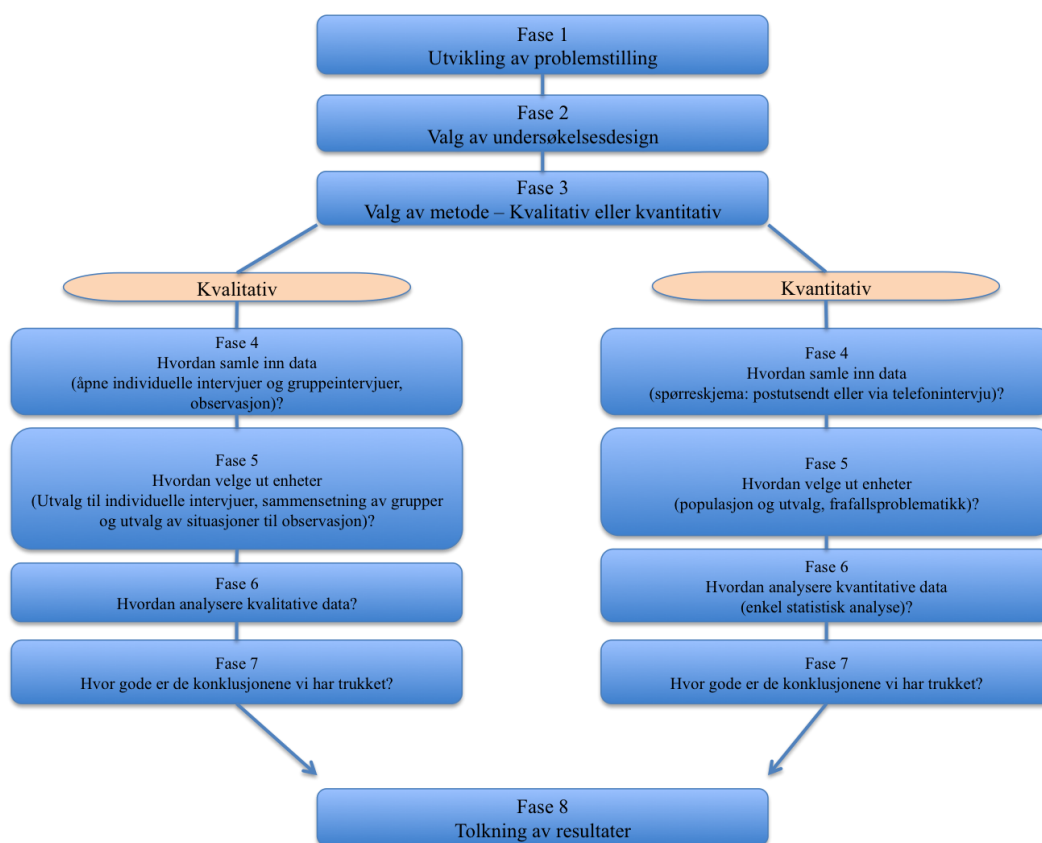 Fase 1
Utvikling av problemstilling
Fase 2
Valg av undersøkelsesdesign
Fase 3
Valg av metode – Kvalitativ eller kvantitativ
Kvalitativ
Fase 4
Hvordan samle inn data
(åpne individuelle intervjuer og gruppeintervjuer,
observasjon)?
Fase 5
Hvordan velge ut enheter
(Utvalg til individuelle intervjuer, sammensetning av grupper
og utvalg av situasjoner til observasjon)?
Fase 6
Hvordan analysere kvalitative data?
Fase 7
Hvor gode er de konklusjonene vi har trukket?
Kvantitativ
Fase 4
Hvordan samle inn data
(spørreskjema: postutsendt eller via telefonintervju)?
Fase 5
Hvordan velge ut enheter
(populasjon og utvalg, frafallsproblematikk)?
Fase 6
Hvordan analysere kvantitative data
(enkel statistisk analyse)?
Fase 7
Hvor gode er de konklusjonene vi har trukket?
Fase 8
Tolkning av resultater